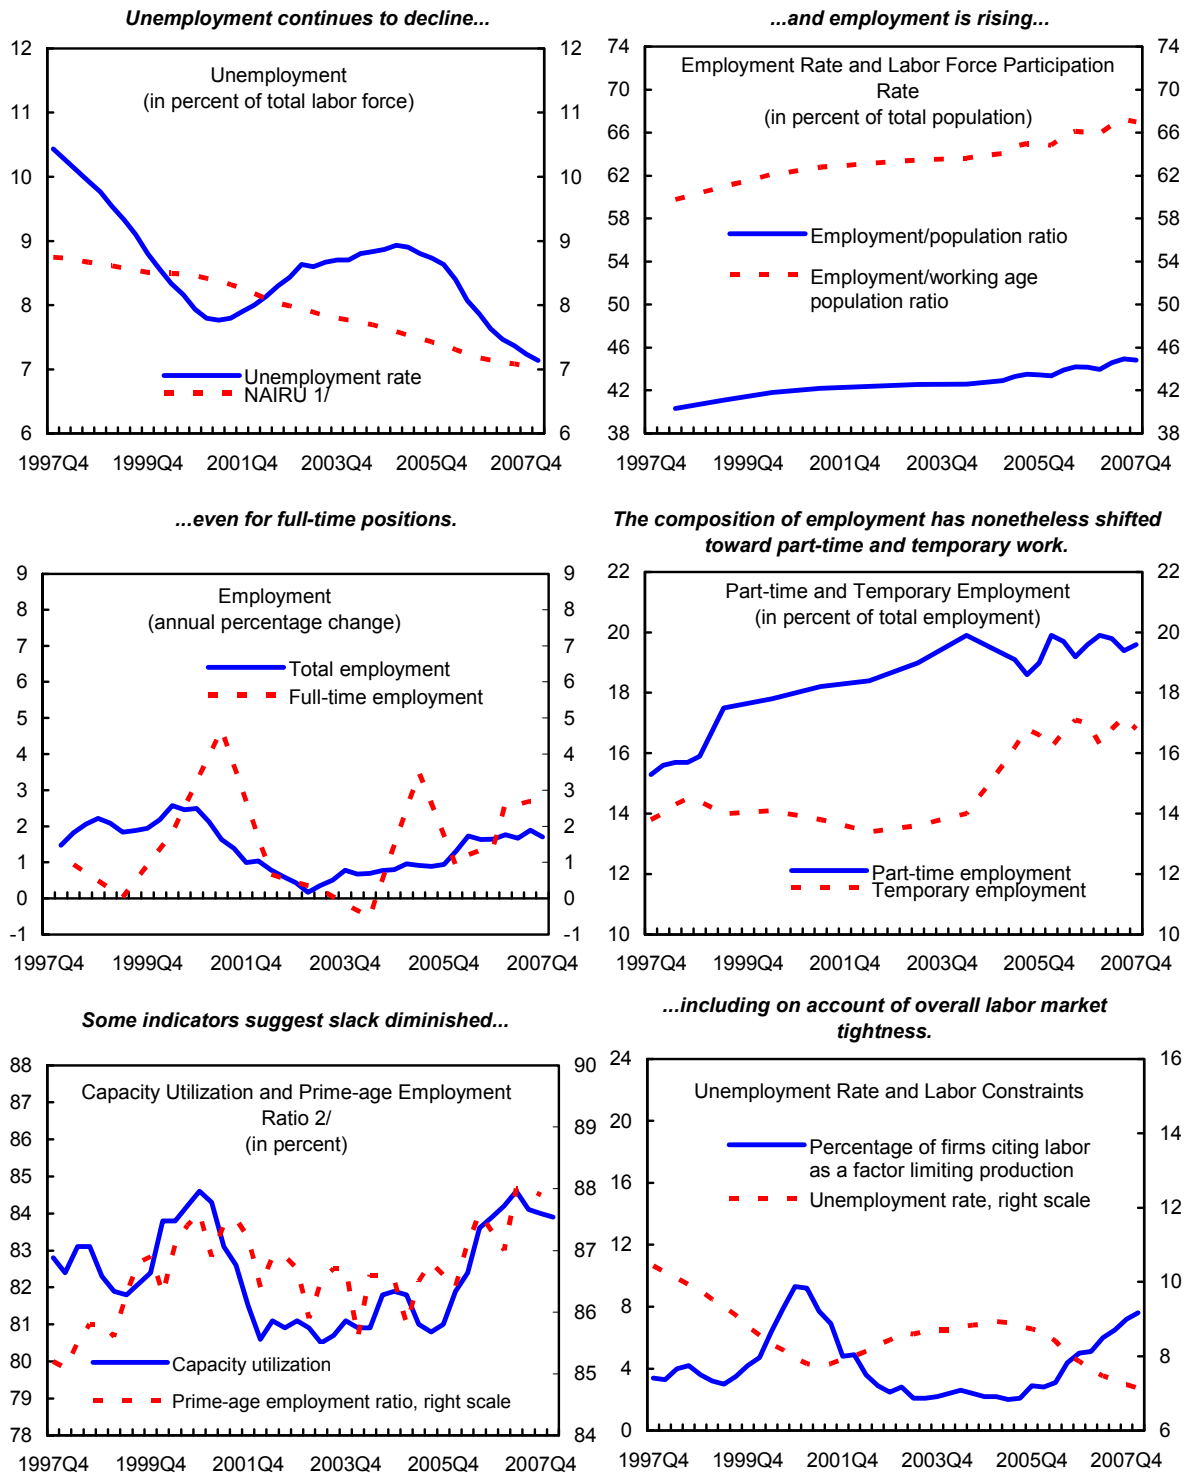 Unemployment continues to decline...
12
11
10
9
8
7
6
12
11
10
9
8
7
6
Unemployment
(in percent of total labor force)
Unemployment rate
NAIRU 1/
1997Q4 1999Q4 2001Q4 2003Q4 2005Q4 2007Q4
...and employment is rising...
74
70
66
62
58
54
50
46
42
38
74
70
66
62
58
54
50
46
42
38
Employment Rate and Labor Force Participation
Rate
(in percent of total population)
Employment/population ratio
Employment/working age
population ratio
1997Q4 1999Q4 2001Q4 2003Q4 2005Q4 2007Q4
...even for full-time positions.
9
8
7
6
5
4
3
2
1
0
-1
9
8
7
6
5
4
3
2
1
0
-1
Employment
(annual percentage change)
Total employment
Full-time employment
1997Q4 1999Q4 2001Q4 2003Q4 2005Q4 2007Q4
The composition of employment has nonetheless shifted
toward part-time and temporary work.
22
20
18
16
14
12
10
22
20
18
16
14
12
10
Part-time and Temporary Employment
(in percent of total employment)
Part-time employment
Temporary employment
1997Q4 1999Q4 2001Q4 2003Q4 2005Q4 2007Q4
Some indicators suggest slack diminished...
88
87
86
85
84
83
82
81
80
79
78
90
89
88
87
86
85
84
Capacity Utilization and Prime-age Employment
Ratio 2/
(in percent)
Capacity utilization
Prime-age employment ratio, right scale
1997Q4 1999Q4 2001Q4 2003Q4 2005Q4 2007Q4
...including on account of overall labor market
tightness.
24
20
16
12
8
4
0
16
14
12
10
8
6
Unemployment Rate and Labor Constraints
Percentage of firms citing labor
as a factor limiting production
Unemployment rate, right scale
1997Q4 1999Q4 2001Q4 2003Q4 2005Q4 2007Q4